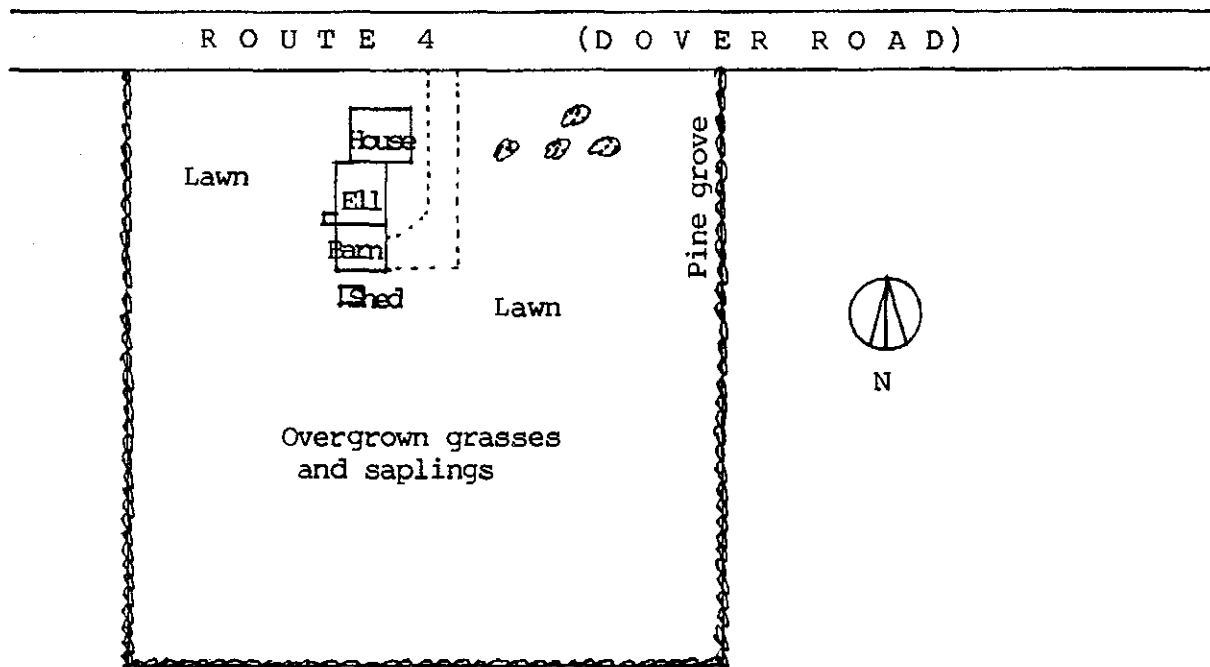 ROUTE 4 (DOVER ROAD)
House
Pine grove
Lawn
Ell
Barn
Shed
Lawn
N
Overgrown grasses
and saplings